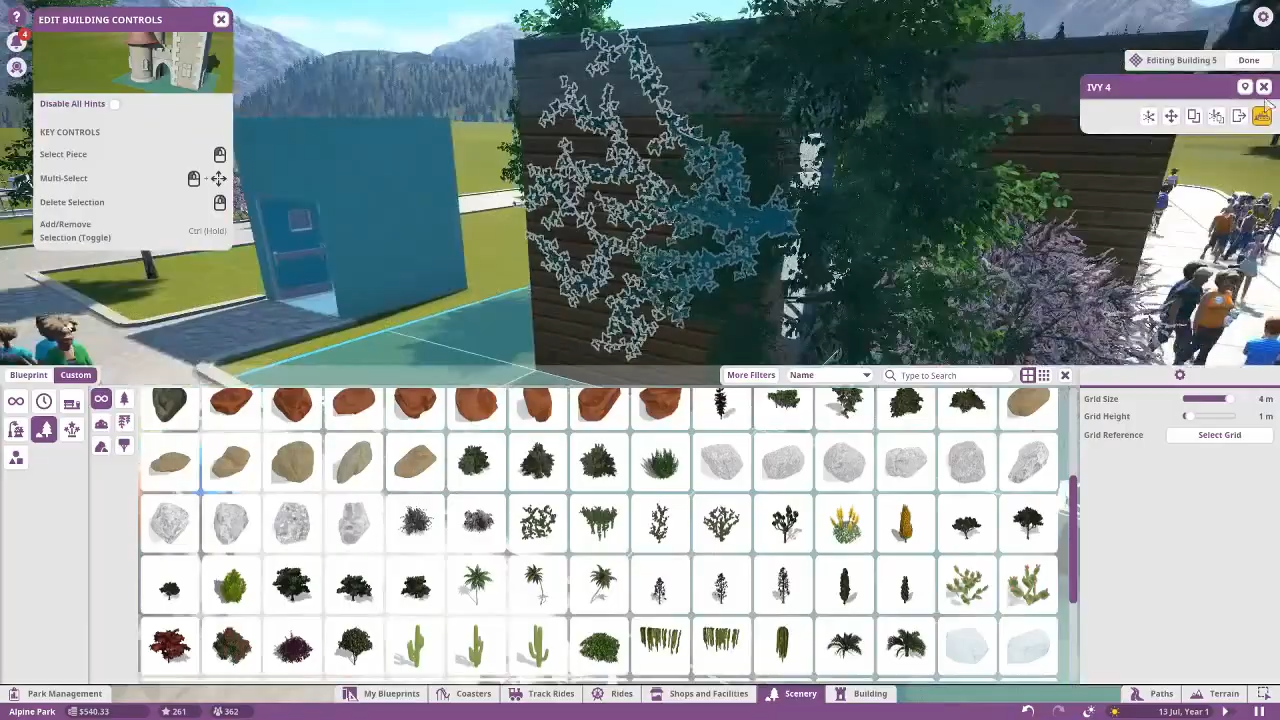 EDIT BUILDING CONTROLS
?
4
Disable All Hints
KEY CONTROLS
Select Piece
Multi-Select
+
Delete Selection
Add/Remove
Selection (Toggle)
Ctrl (Hold)
Editing Building 5
Done
IVY 4
Blueprint
Custom
More Filters
Name
Type to Search
Grid Size
4 m
Grid Height
1 m
Grid Reference
Select Grid
Park Management
My Blueprints
Coasters
Track Rides
Rides
Shops and Facilities
Scenery
Building
Paths
Terrain
Alpine Park
$540.33
261
362
13 Jul, Year 1